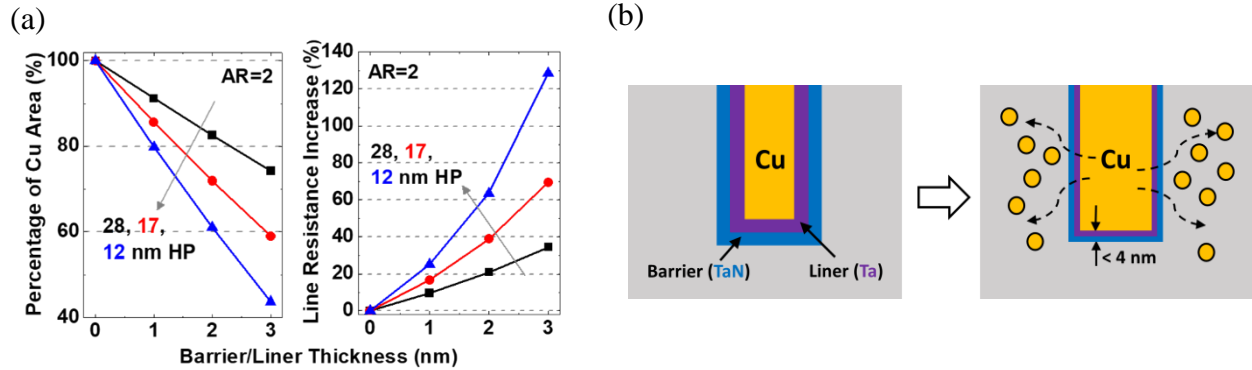 (a)
Percentage of Cu Area (%)
100
80
60
40
AR=2
28, 17,
12 nm HP
0
1
2
3
Line Resistance Increase (%)
140
120
100
80
60
40
20
0
AR=2
28, 17,
12 nm HP
0
1
2
3
Barrier/Liner Thickness (nm)
(b)
Cu
Barrier (TaN)
Liner (Ta)
Cu
< 4 nm